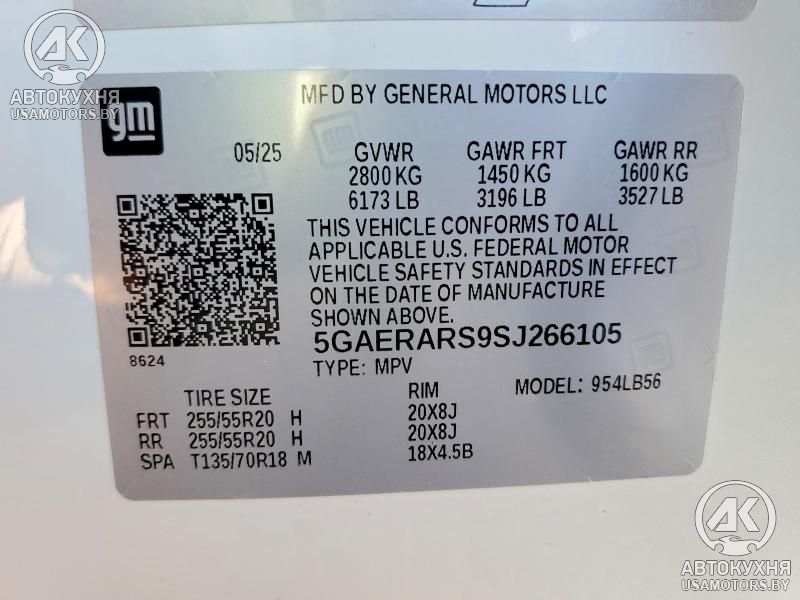 AK
АВТОКУХНЯ
USAMOTORS.BY
gm
MFD BY GENERAL MOTORS LLC
05/25 GVWR GAWR FRT GAWR RR
2800 KG 1450 KG 1600 KG
6173 LB 3196 LB 3527 LB
THIS VEHICLE CONFORMS TO ALL
APPLICABLE U.S. FEDERAL MOTOR
VEHICLE SAFETY STANDARDS IN EFFECT
ON THE DATE OF MANUFACTURE
SHOWN ABOVE.
8624
5GAERARS9SJ266105
TYPE: MPV MODEL: 954LB56
TIRE SIZE RIM
FRT 255/55R20 H 20X8J
RR 255/55R20 H 20X8J
SPA T135/70R18 M 18X4.5B
AK
АВТОКУХНЯ
USAMOTORS.BY